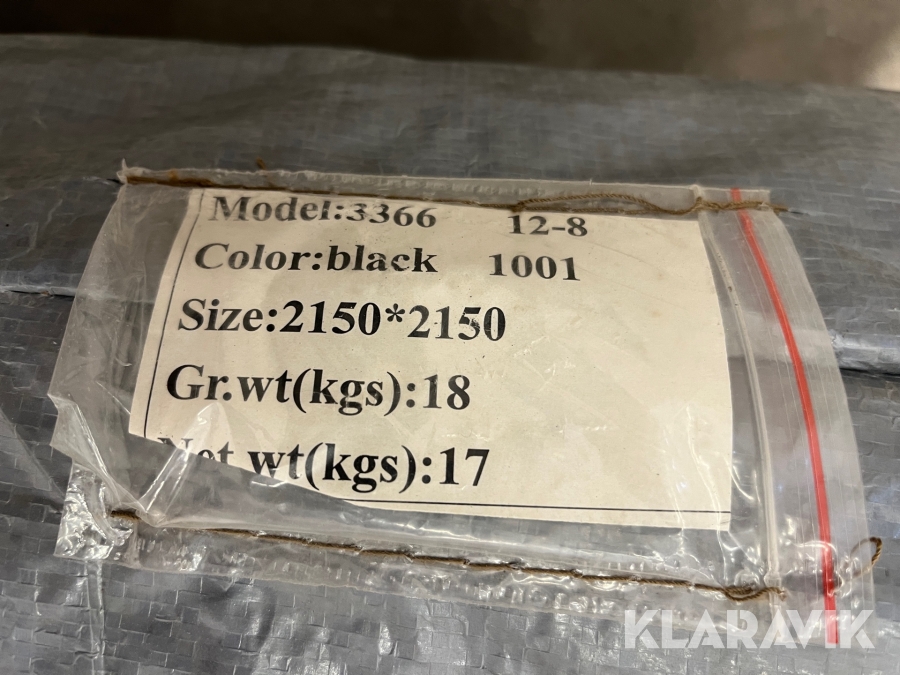 Model:3366 12-8
Color:black 1001
Size:2150*2150
Gr.wt(kgs):18
Net.wt(kgs):17
KLARAVIK